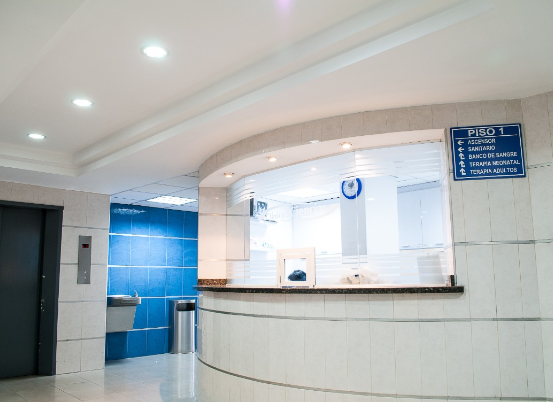 PISO 1
ASCENSOR
SANITARIO
BANCO DE SANGRE
TERAPIA NEONATAL
TERAPIA ADULTOS